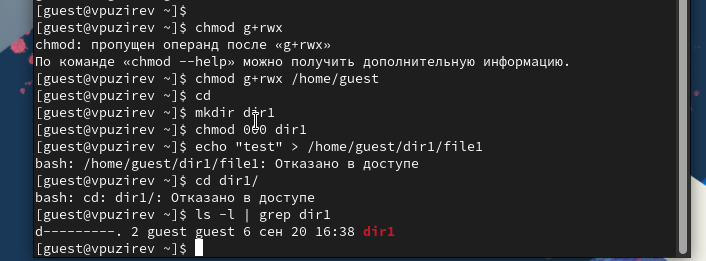 [guest@vpuzirev ~]$
[guest@vpuzirev ~]$ chmod g+rwx
chmod: пропущен операнд после «g+rwx»
По команде «chmod --help» можно получить дополнительную информацию.
[guest@vpuzirev ~]$ chmod g+rwx /home/guest
[guest@vpuzirev ~]$ cd
[guest@vpuzirev ~]$ mkdir dir1
[guest@vpuzirev ~]$ chmod 000 dir1
[guest@vpuzirev ~]$ echo "test" > /home/guest/dir1/file1
bash: /home/guest/dir1/file1: Отказано в доступе
[guest@vpuzirev ~]$ cd dir1/
bash: cd: dir1/: Отказано в доступе
[guest@vpuzirev ~]$ ls -l | grep dir1
d---------. 2 guest guest 6 сен 20 16:38 dir1
[guest@vpuzirev ~]$